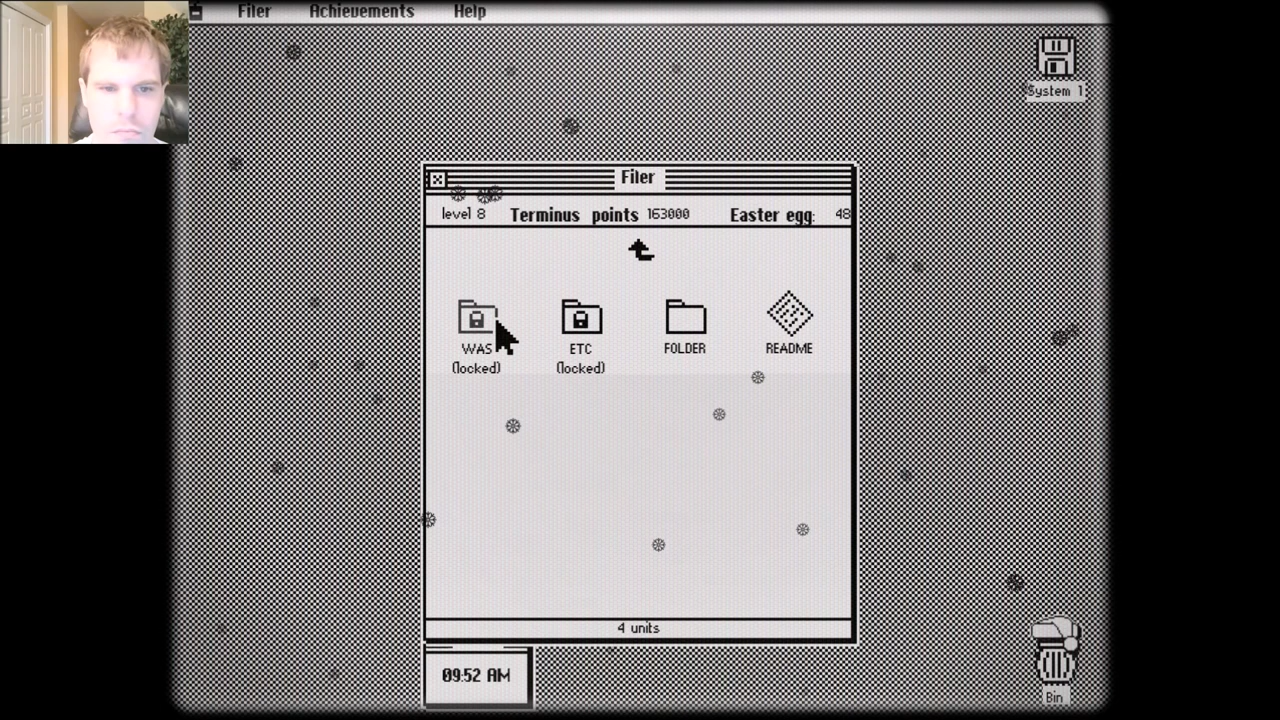 Filer Achievements Help
System 1
Filer
level 8 Terminus points 163000 Easter egg: 48
WAS ETC FOLDER README
(locked) (locked)
4 units
09:52 AM
Bin